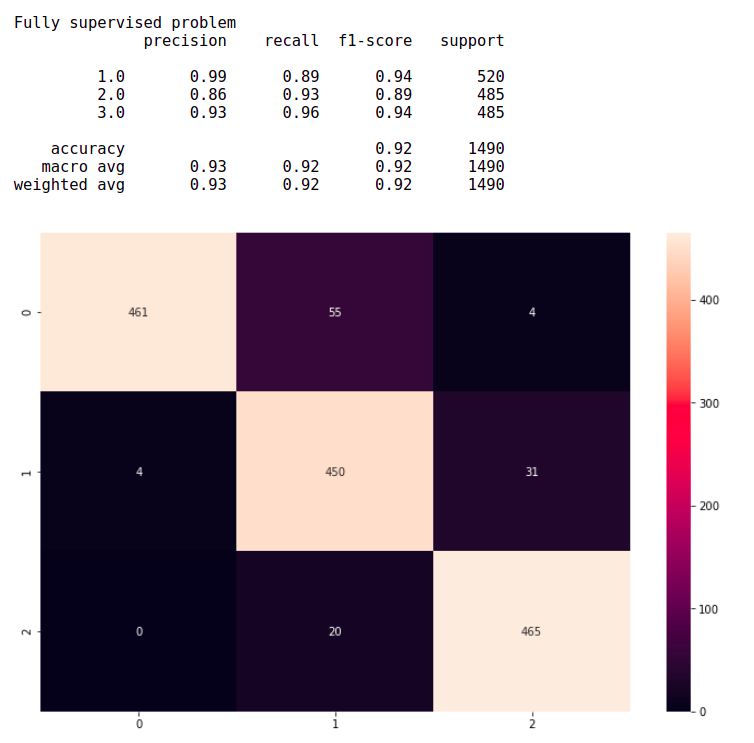 Fully supervised problem
precision recall f1-score support
1.0 0.99 0.89 0.94 520
2.0 0.86 0.93 0.89 485
3.0 0.93 0.96 0.94 485
accuracy 0.92 1490
macro avg 0.93 0.92 0.92 1490
weighted avg 0.93 0.92 0.92 1490
0 461 55 4
1 4 450 31
2 0 20 465
0 1 2
400
300
200
100
0